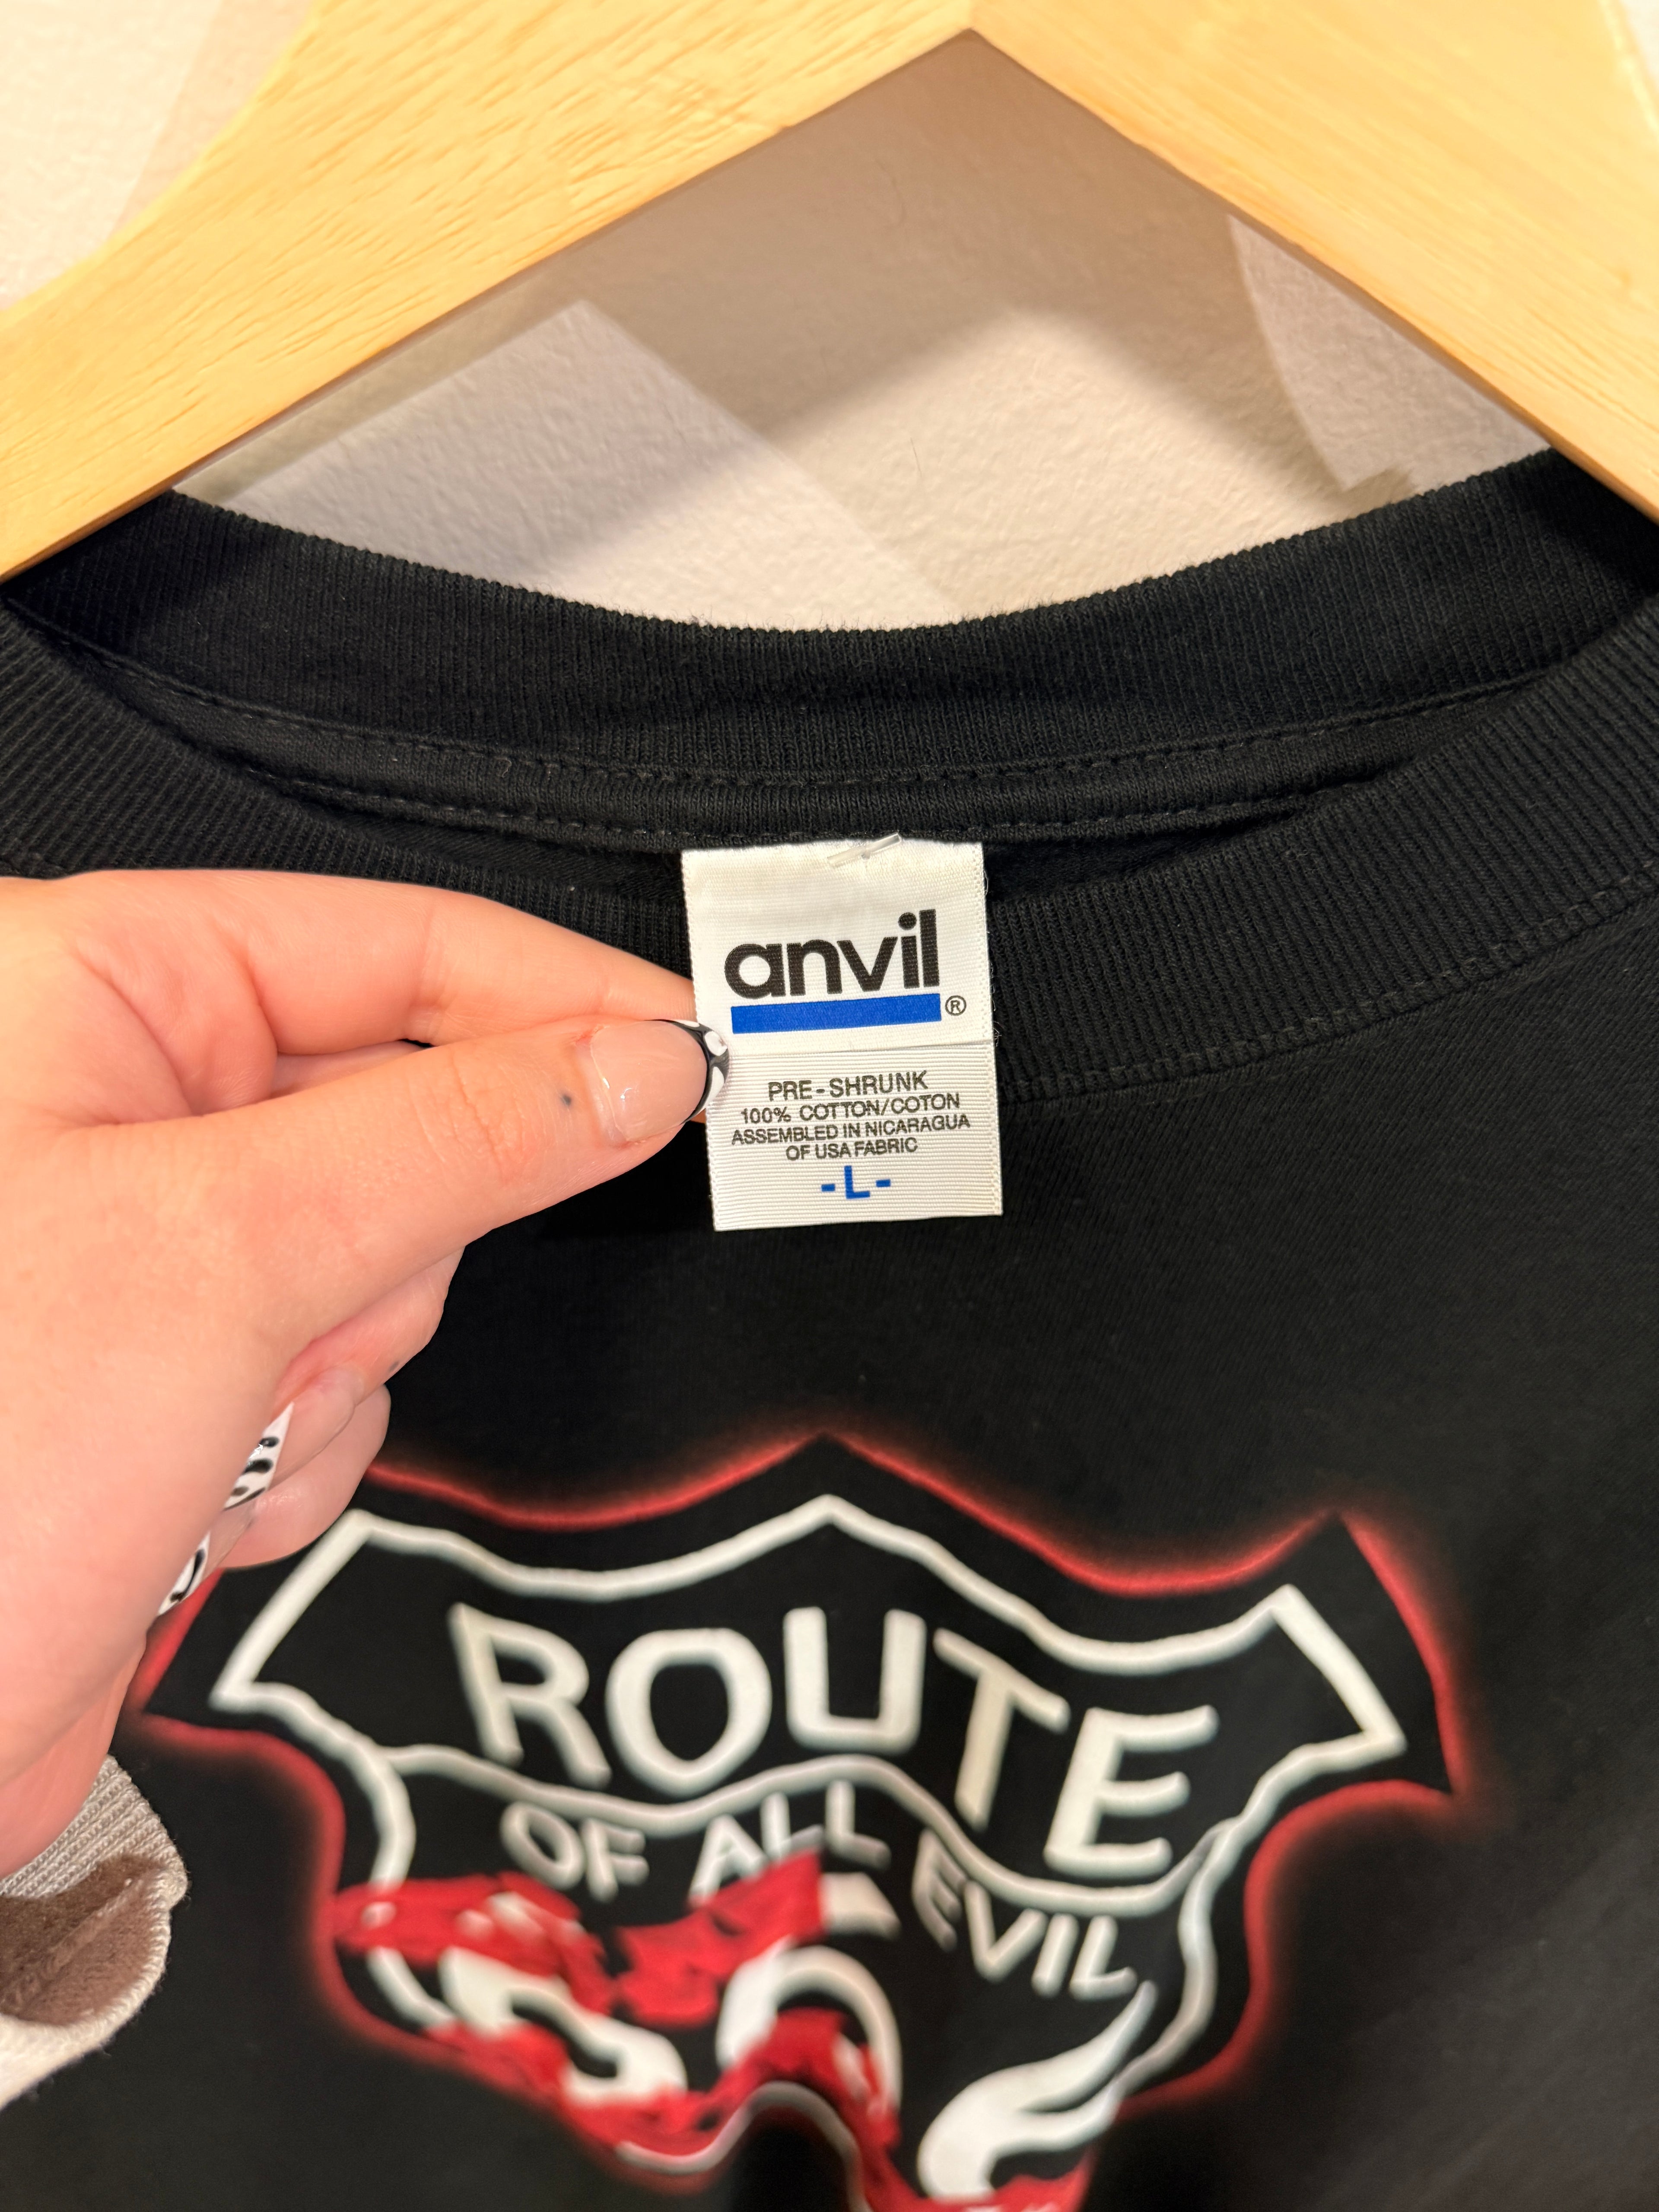 anvil
®
PRE-SHRUNK
100% COTTON/COTON
ASSEMBLED IN NICARAGUA
OF USA FABRIC
-L-
ROUTE
OF ALL EVIL